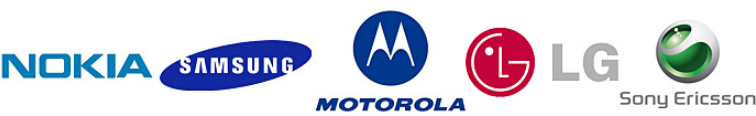 NOKIA
SAMSUNG
MOTOROLA
LG
Sony Ericsson